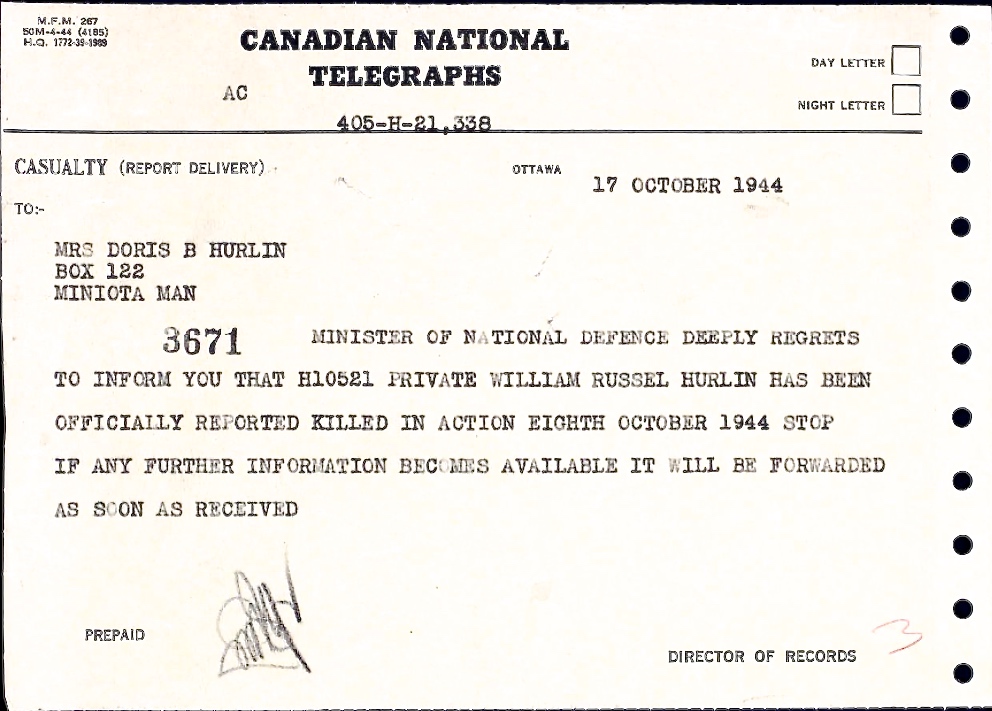 M.F.M. 267
50M-4-44 (4185)
H.Q. 1772-39-1989
CANADIAN NATIONAL
TELEGRAPHS
DAY LETTER
AC
NIGHT LETTER
405-H-21,338
CASUALTY (REPORT DELIVERY)
OTTAWA
17 OCTOBER 1944
TO:-
MRS DORIS B HURLIN
BOX 122
MINIOTA MAN
3671 MINISTER OF NATIONAL DEFENCE DEEPLY REGRETS
TO INFORM YOU THAT H10521 PRIVATE WILLIAM RUSSEL HURLIN HAS BEEN
OFFICIALLY REPORTED KILLED IN ACTION EIGHTH OCTOBER 1944 STOP
IF ANY FURTHER INFORMATION BECOMES AVAILABLE IT WILL BE FORWARDED
AS SOON AS RECEIVED
PREPAID
3
DIRECTOR OF RECORDS